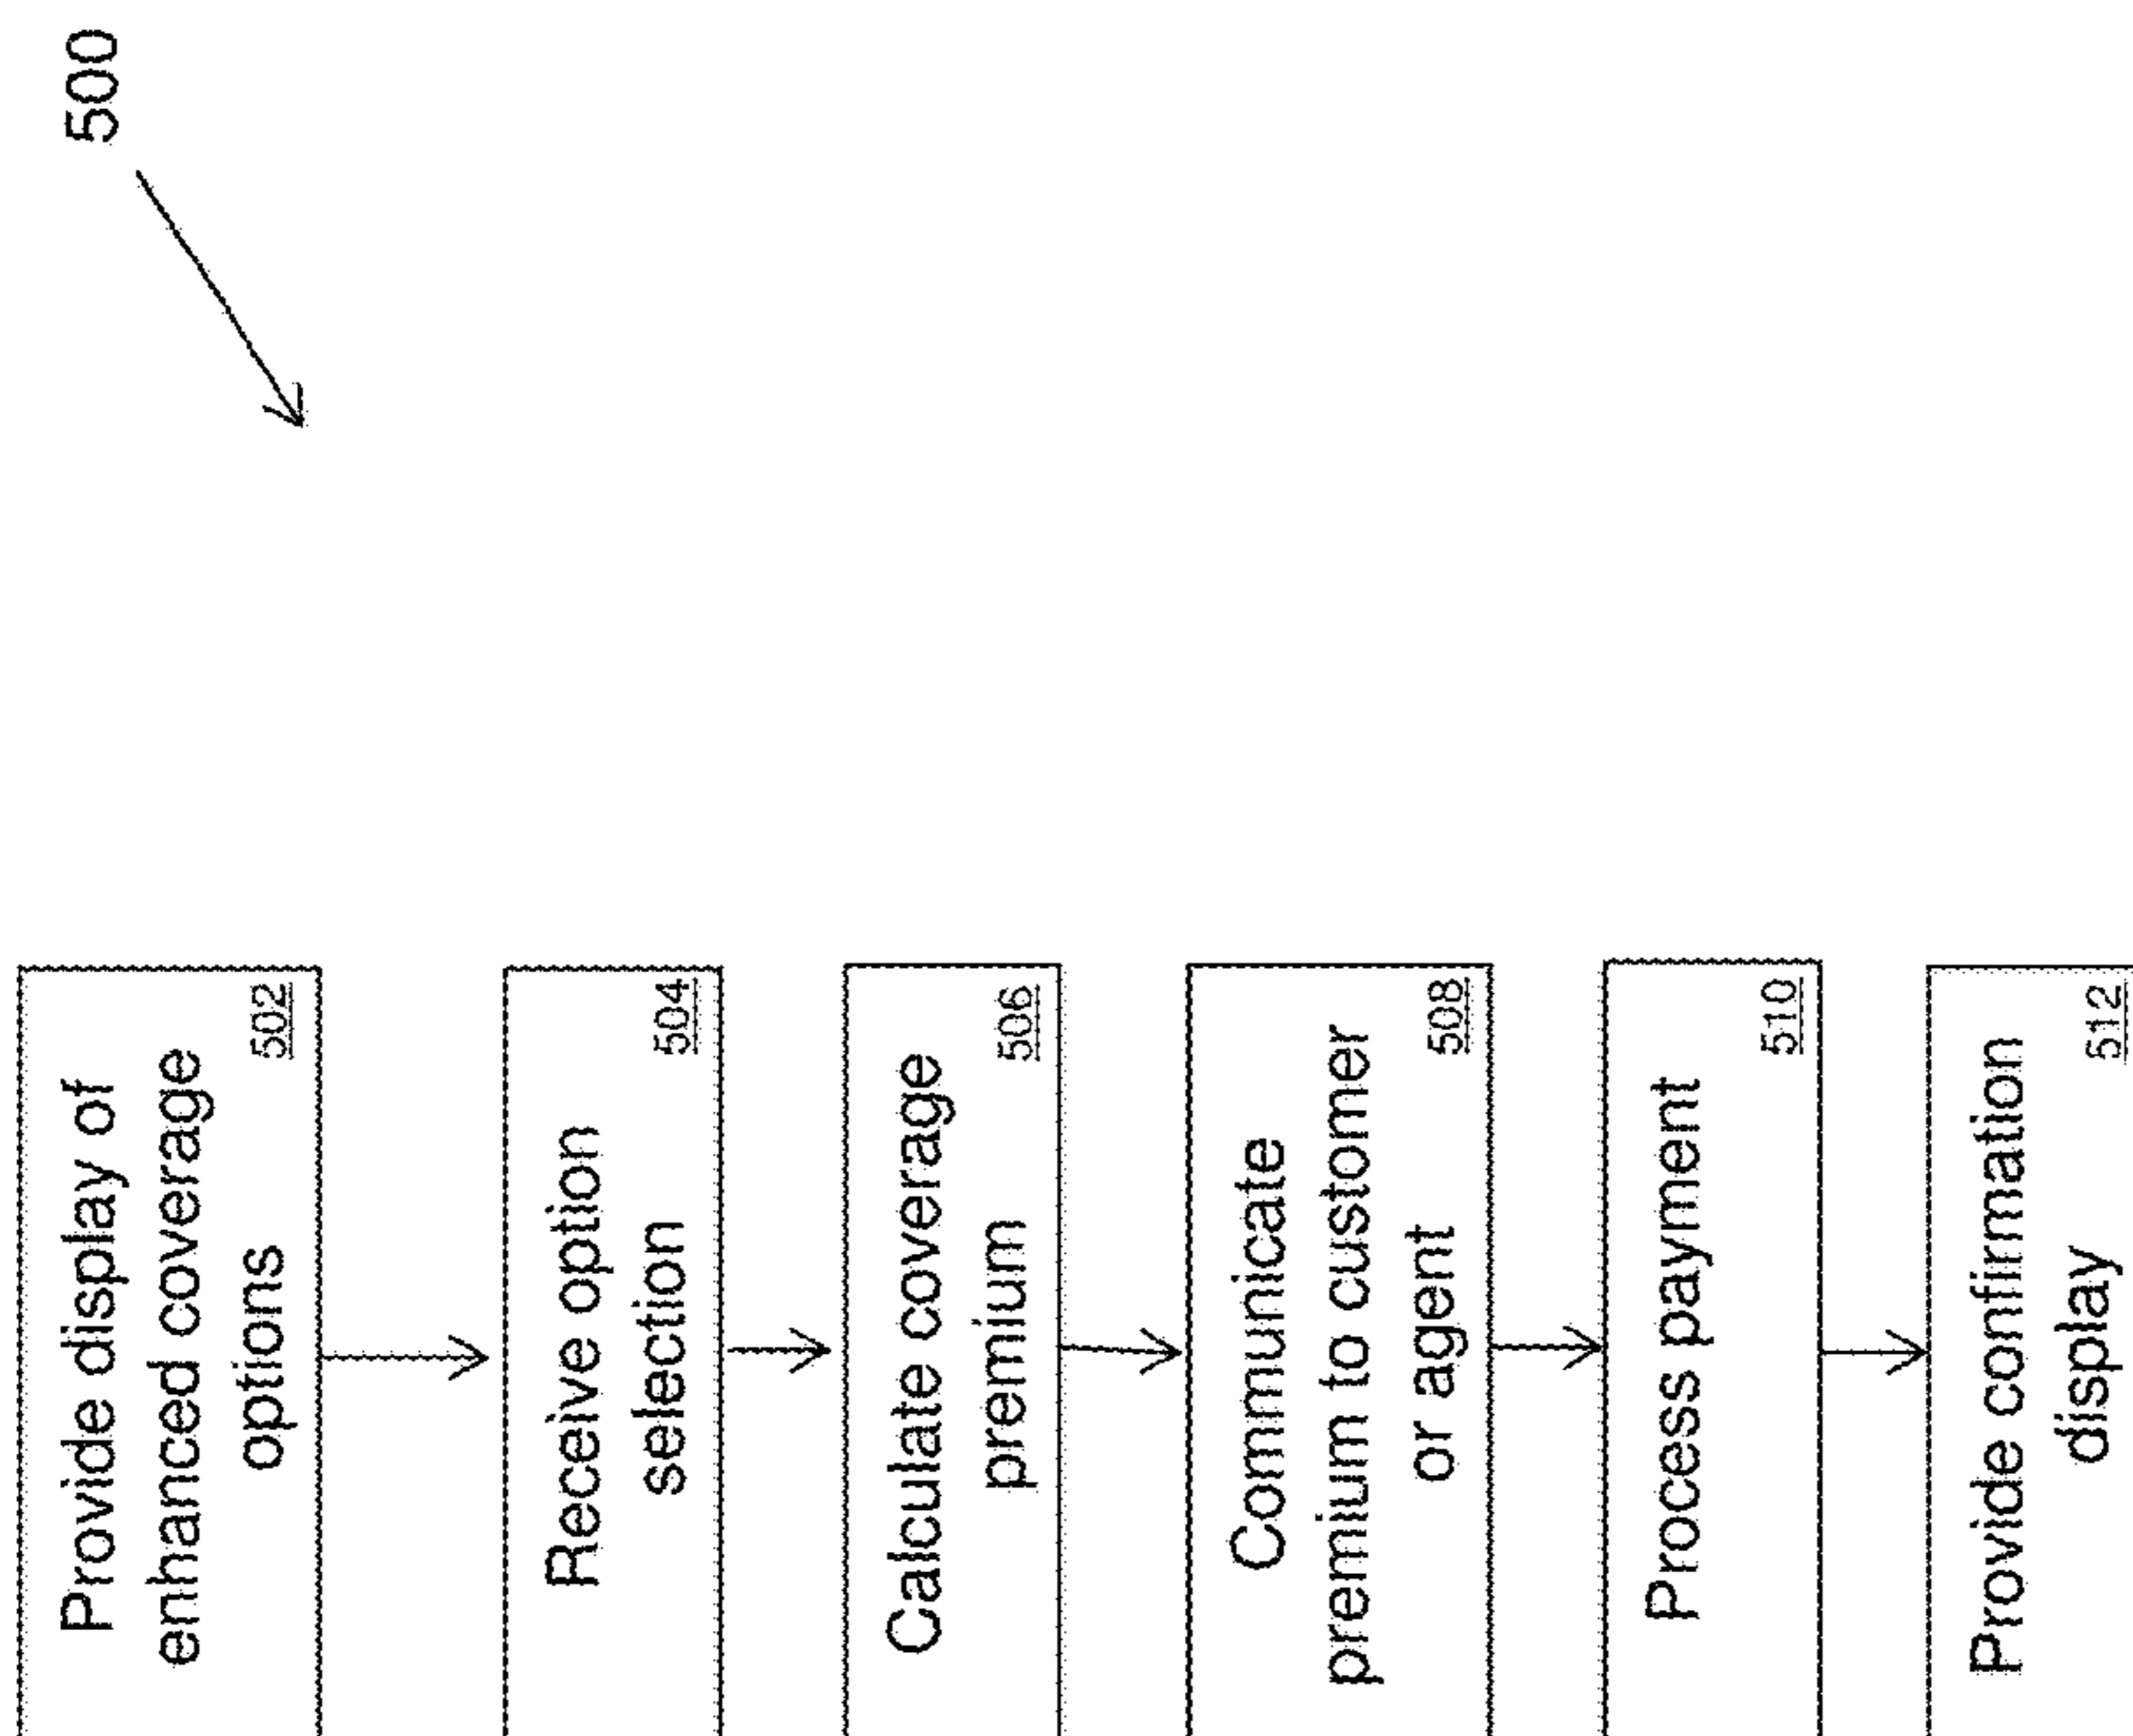 500
Provide display of
enhanced coverage
options
502
Receive option
selection
504
Calculate coverage
premium
506
Communicate
premium to customer
or agent
508
Process payment
510
Provide confirmation
display
512